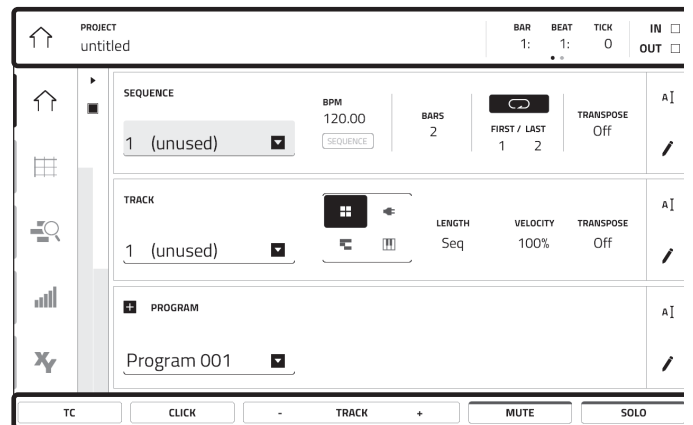 PROJECT
untitled
BAR BEAT TICK
1: 1: 0
IN
OUT
SEQUENCE
1 (unused)
BPM
120.00
SEQUENCE
BARS
2
FIRST / LAST
1 2
TRANSPOSE
Off
A
TRACK
1 (unused)
LENGTH
Seq
VELOCITY
100%
TRANSPOSE
Off
A
PROGRAM
Program 001
A
XY
TC CLICK - TRACK + MUTE SOLO